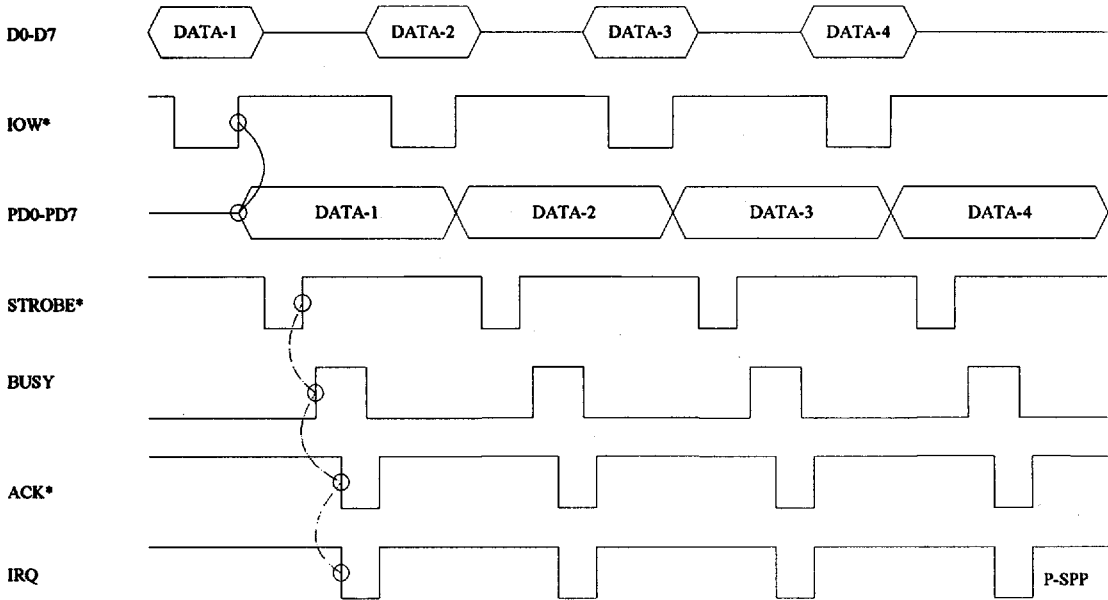 D0-D7 DATA-1 DATA-2 DATA-3 DATA-4
IOW*
PD0-PD7 DATA-1 DATA-2 DATA-3 DATA-4
STROBE*
BUSY
ACK*
IRQ P-SPP